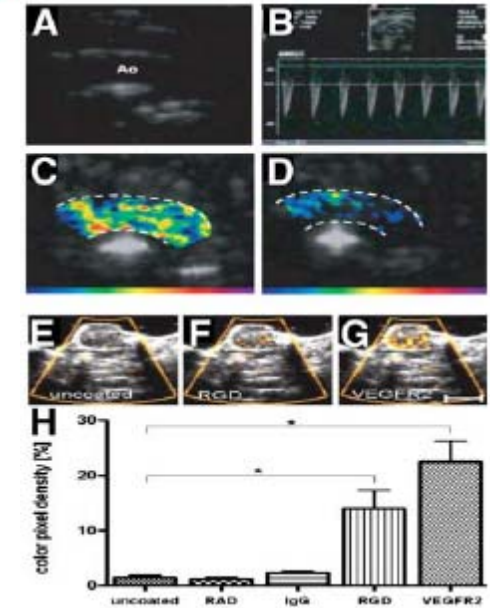 A
B
Ao
C
D
E
F
G
uncoated
RGD
VEGFR2
H
color pixel density [%]
30
20
10
0
*
*
uncoated
RAD
IgG
RGD
VEGFR2